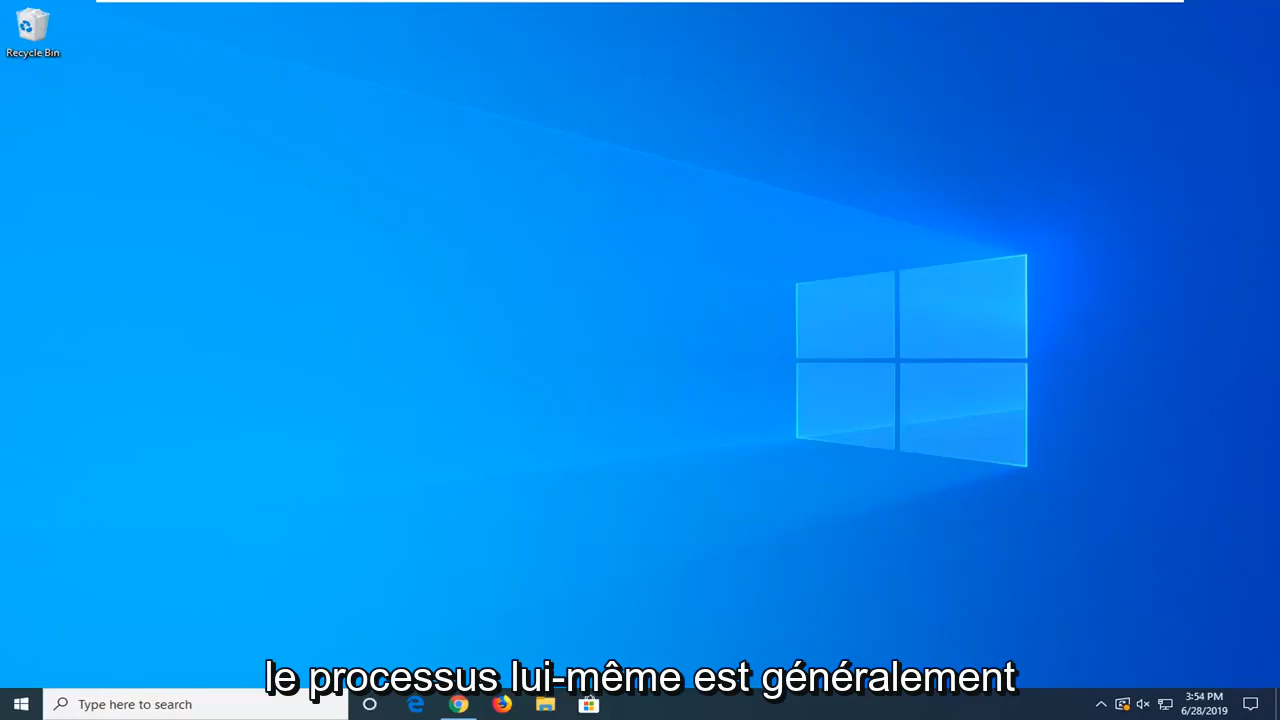 Recycle Bin
le processus lui-même est généralement
Type here to search
3:54 PM
6/28/2019